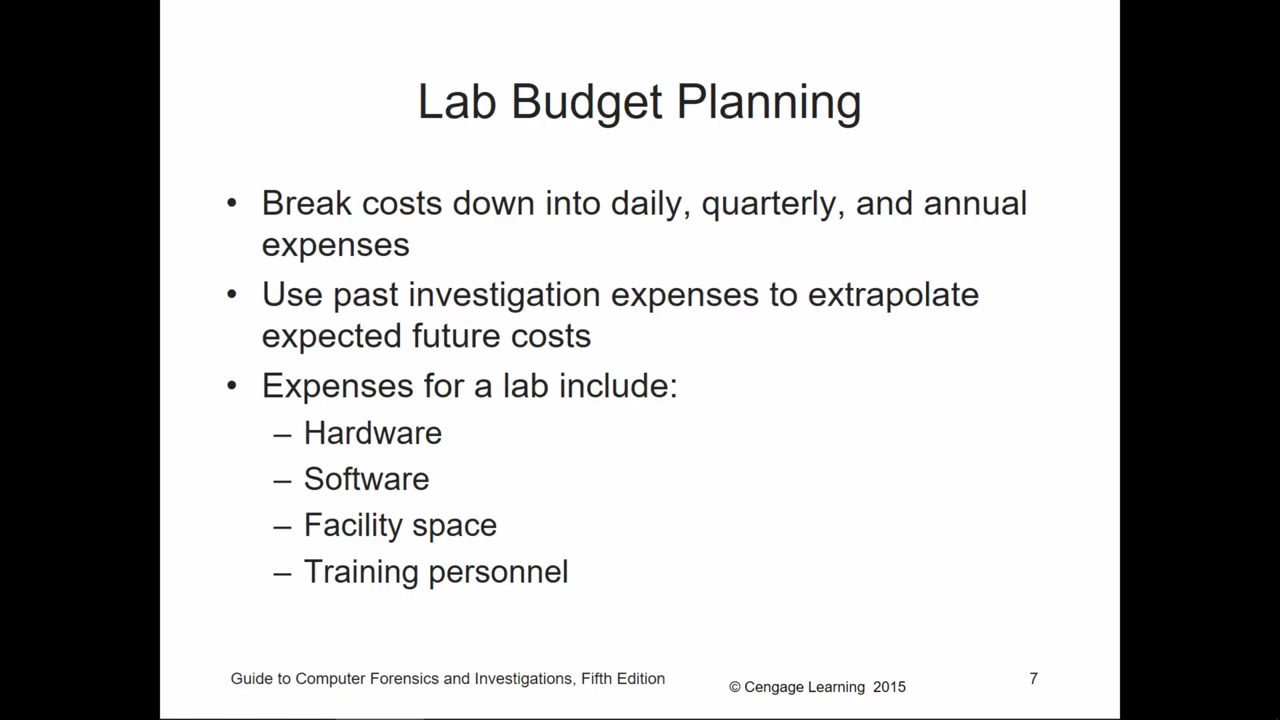 Lab Budget Planning
• Break costs down into daily, quarterly, and annual
expenses
• Use past investigation expenses to extrapolate
expected future costs
• Expenses for a lab include:
– Hardware
– Software
– Facility space
– Training personnel
Guide to Computer Forensics and Investigations, Fifth Edition
© Cengage Learning 2015
7